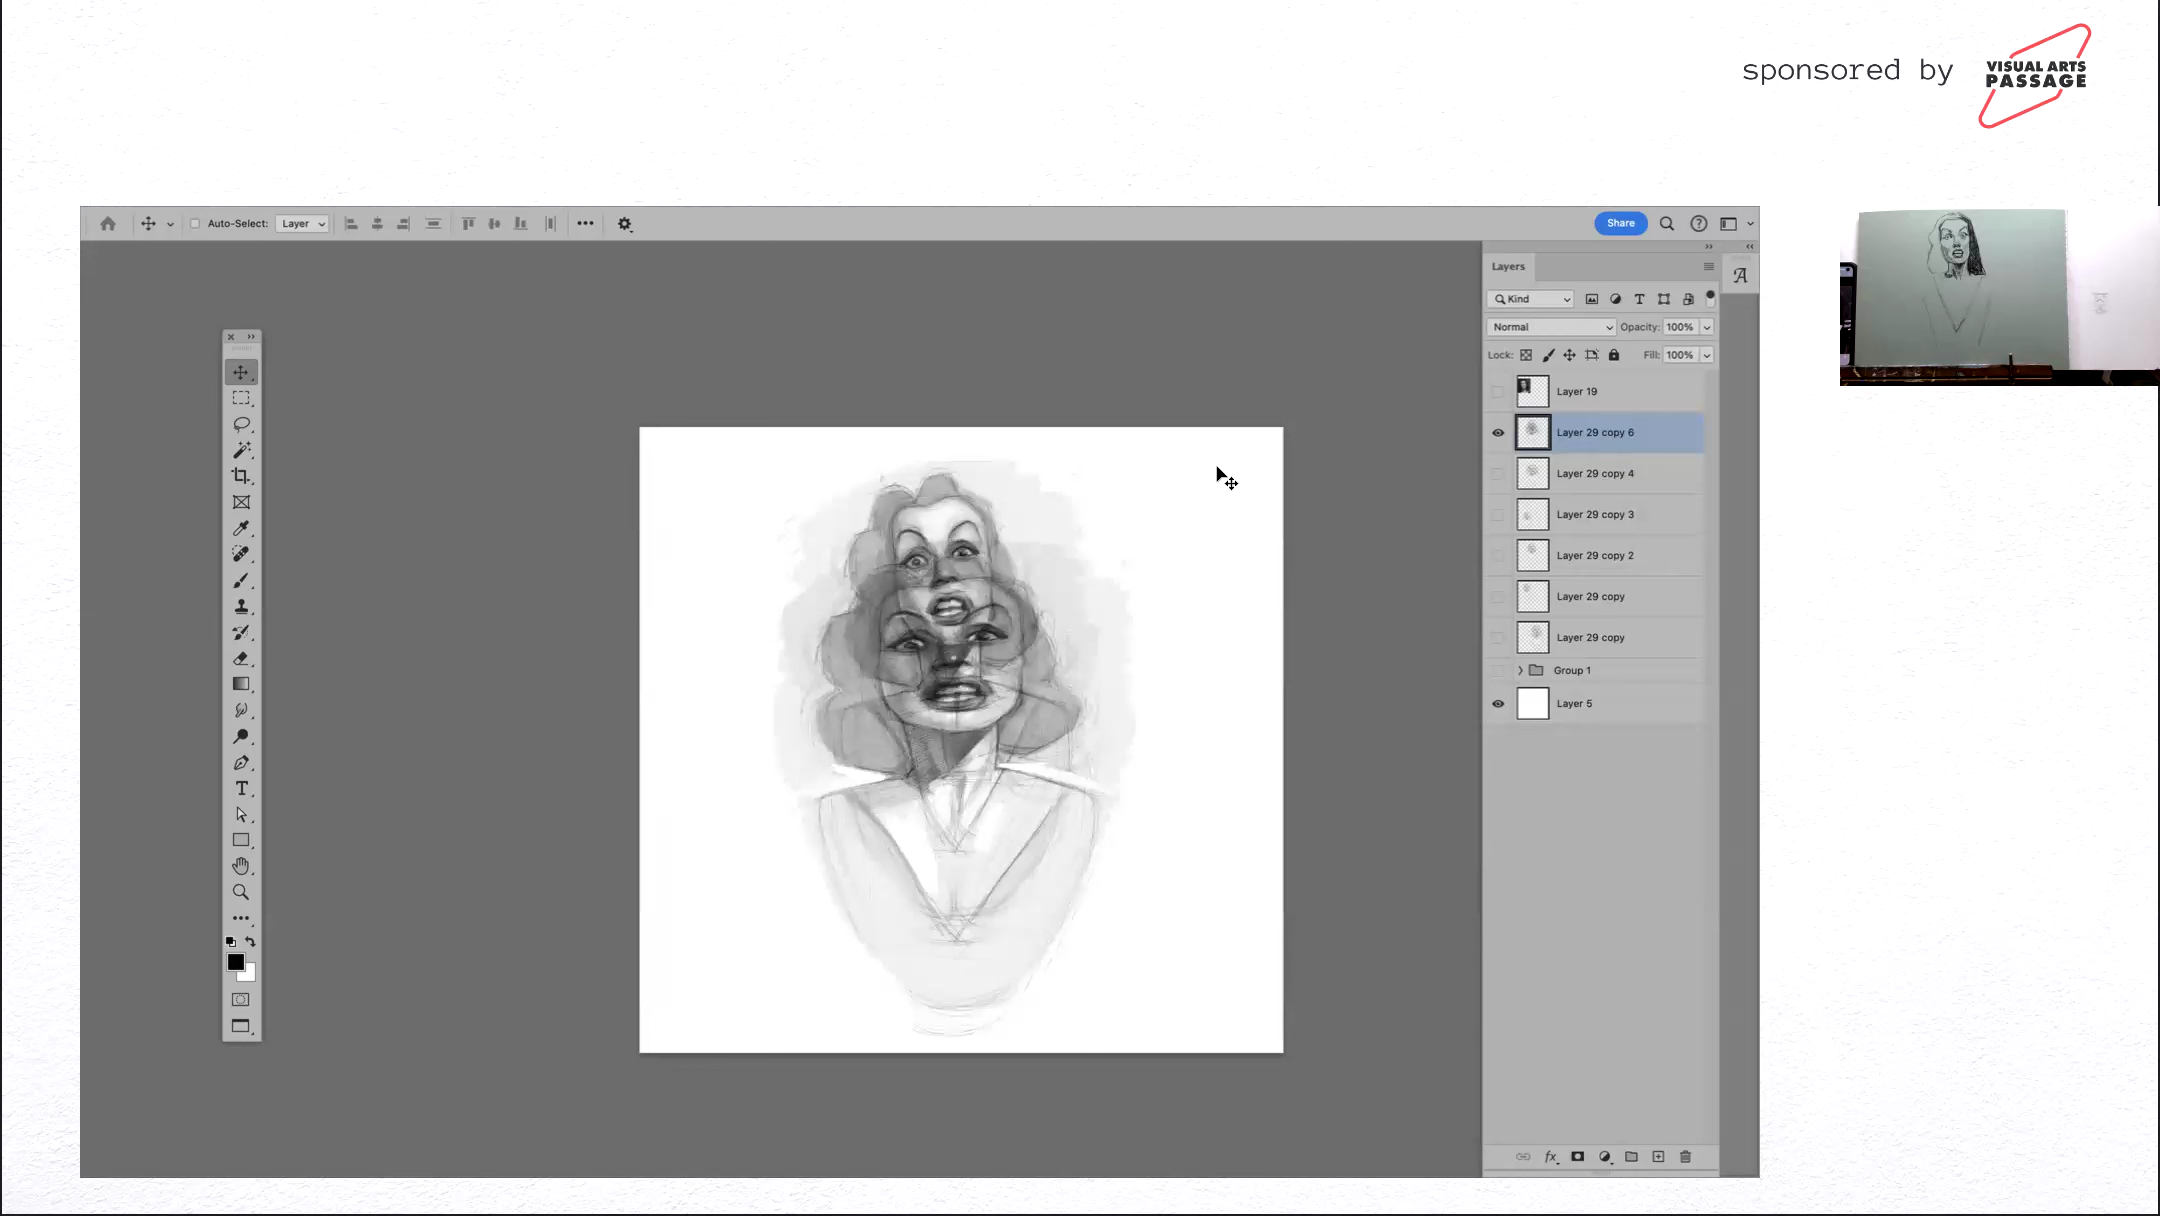 sponsored by
VISUAL ARTS
PASSAGE
Auto-Select: Layer
Share
Layers
Kind
Normal Opacity: 100%
Lock: Fill: 100%
Layer 19
Layer 29 copy 6
Layer 29 copy 4
Layer 29 copy 3
Layer 29 copy 2
Layer 29 copy
Layer 29 copy
Group 1
Layer 5